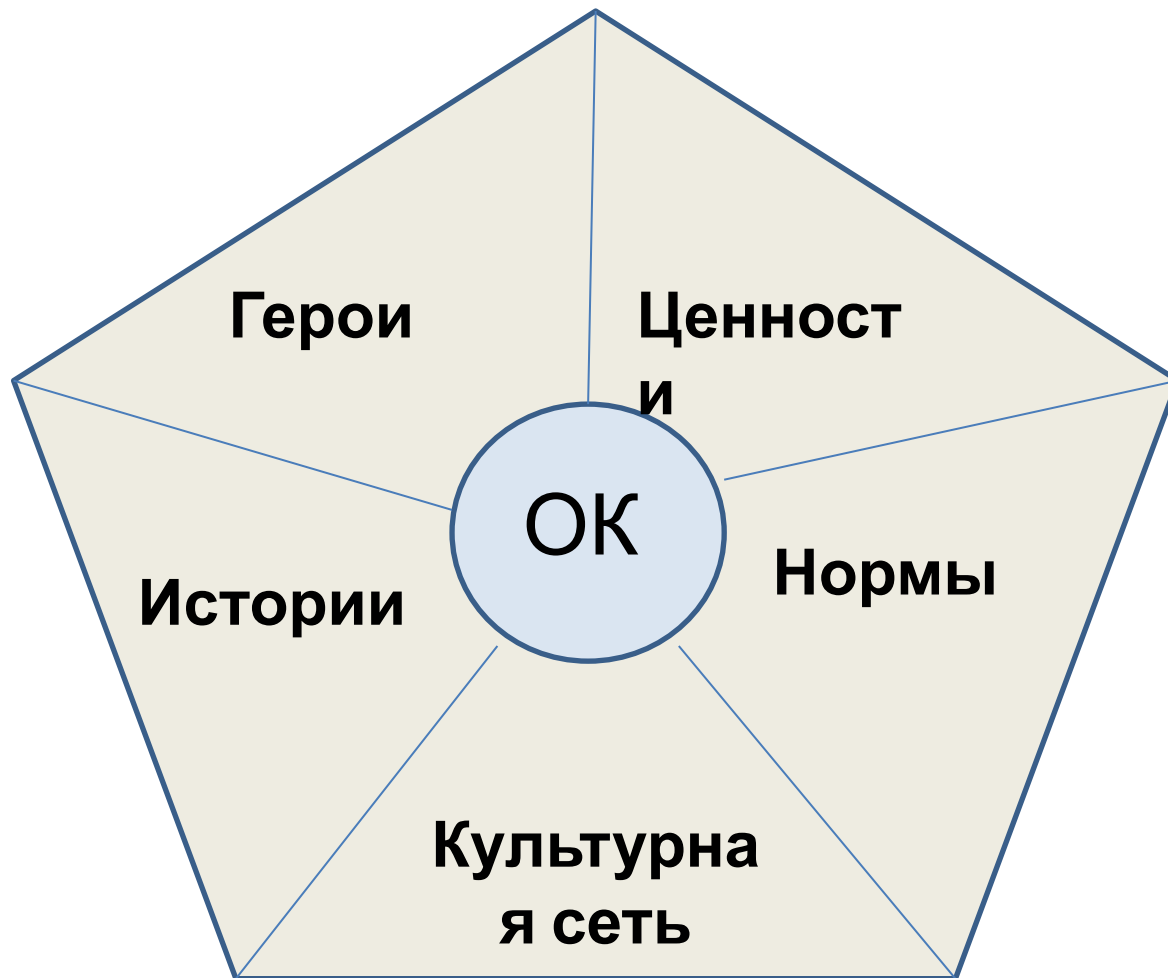 Герои
Ценност
и
ОК
Нормы
Истории
Культурна
я сеть